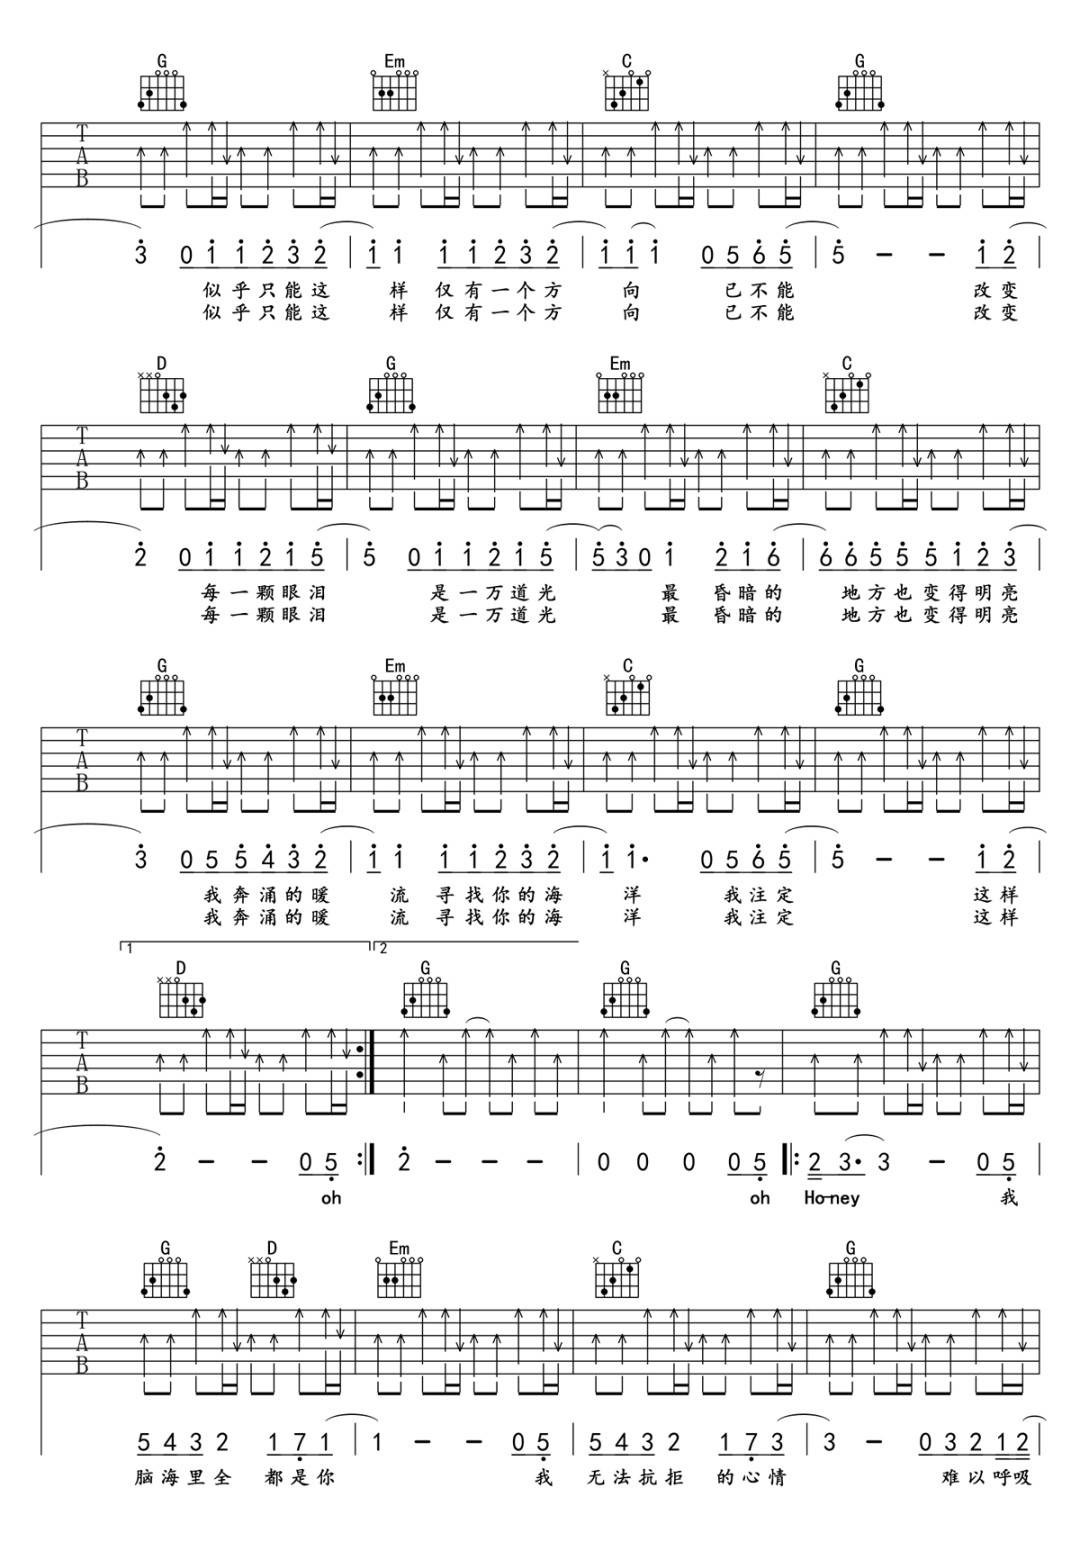 G Em C G
T
A
B
3 0 1 1 2 3 2 1 1 1 1 2 3 2 1 1 1 0 5 6 5 5 - - 1 2
似乎只能这 样 仅有一个方 向 已不能 改变
似乎只能这 样 仅有一个方 向 已不能 改变
D G Em C
T
A
B
2 0 1 1 2 1 5 5 0 1 1 2 1 5 5 3 0 1 2 1 6 6 6 5 5 5 1 2 3
每一颗眼泪 是一万道光 最 昏暗的 地方也变得明亮
每一颗眼泪 是一万道光 最 昏暗的 地方也变得明亮
G Em C G
T
A
B
3 0 5 5 4 3 2 1 1 1 1 2 3 2 1 1· 0 5 6 5 5 - - 1 2
我奔涌的暖 流 寻找你的海 洋 我注定 这样
我奔涌的暖 流 寻找你的海 洋 我注定 这样
1 2
D G G G
T
A
B
2 - - 0 5 :| 2 - - - 0 0 0 0 5 |: 2 3· 3 - 0 5
oh oh Ho-ney 我
G D Em C G
T
A
B
5 4 3 2 1 7 1 1 - - 0 5 5 4 3 2 1 7 3 3 - 0 3 2 1 2
脑海里全 都是你 我 无法抗拒 的心情 难以呼吸